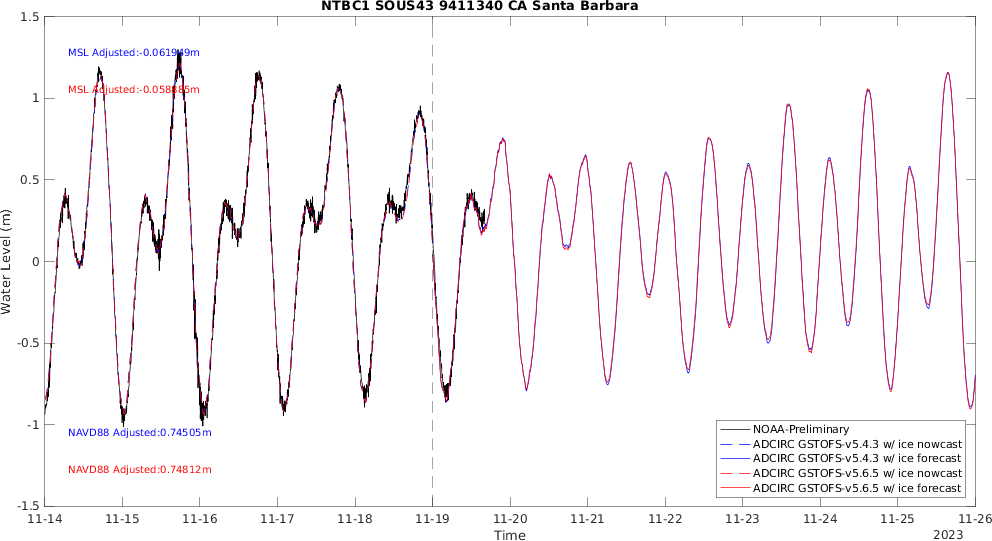 NTBC1 SOUS43 9411340 CA Santa Barbara
1.5
1
0.5
0
-0.5
-1
-1.5
Water Level (m)
MSL Adjusted:-0.061949m
MSL Adjusted:-0.058885m
NAVD88 Adjusted:0.74505m
NAVD88 Adjusted:0.74812m
NOAA-Preliminary
ADCIRC GSTOFS-v5.4.3 w/ ice nowcast
ADCIRC GSTOFS-v5.4.3 w/ ice forecast
ADCIRC GSTOFS-v5.6.5 w/ ice nowcast
ADCIRC GSTOFS-v5.6.5 w/ ice forecast
11-14 11-15 11-16 11-17 11-18 11-19 11-20 11-21 11-22 11-23 11-24 11-25 11-26
Time
2023